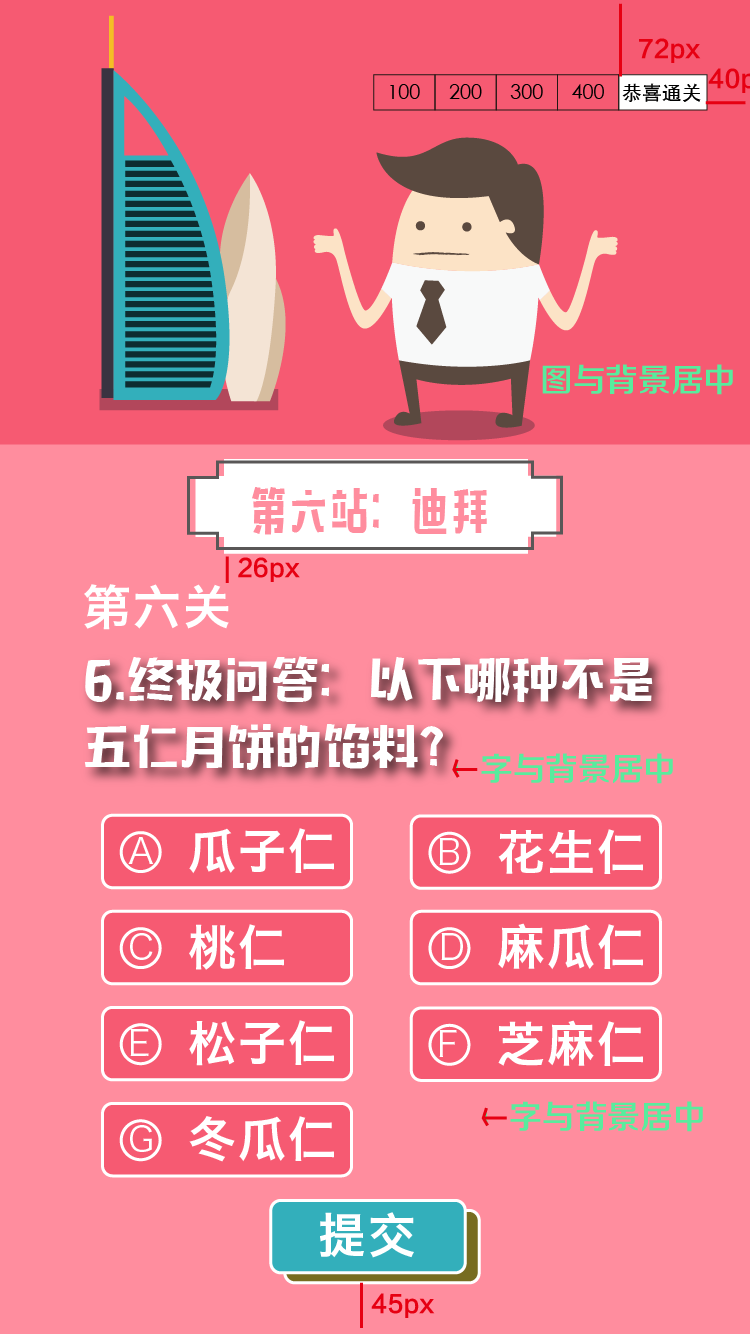 72px
40p
100 200 300 400 恭喜通关
图与背景居中
第六站：迪拜
26px
第六关
6.终极问答：以下哪种不是
五仁月饼的馅料?
←字与背景居中
Ⓐ 瓜子仁
Ⓑ 花生仁
Ⓒ 桃仁
Ⓓ 麻瓜仁
Ⓔ 松子仁
Ⓕ 芝麻仁
←字与背景居中
Ⓖ 冬瓜仁
提交
45px